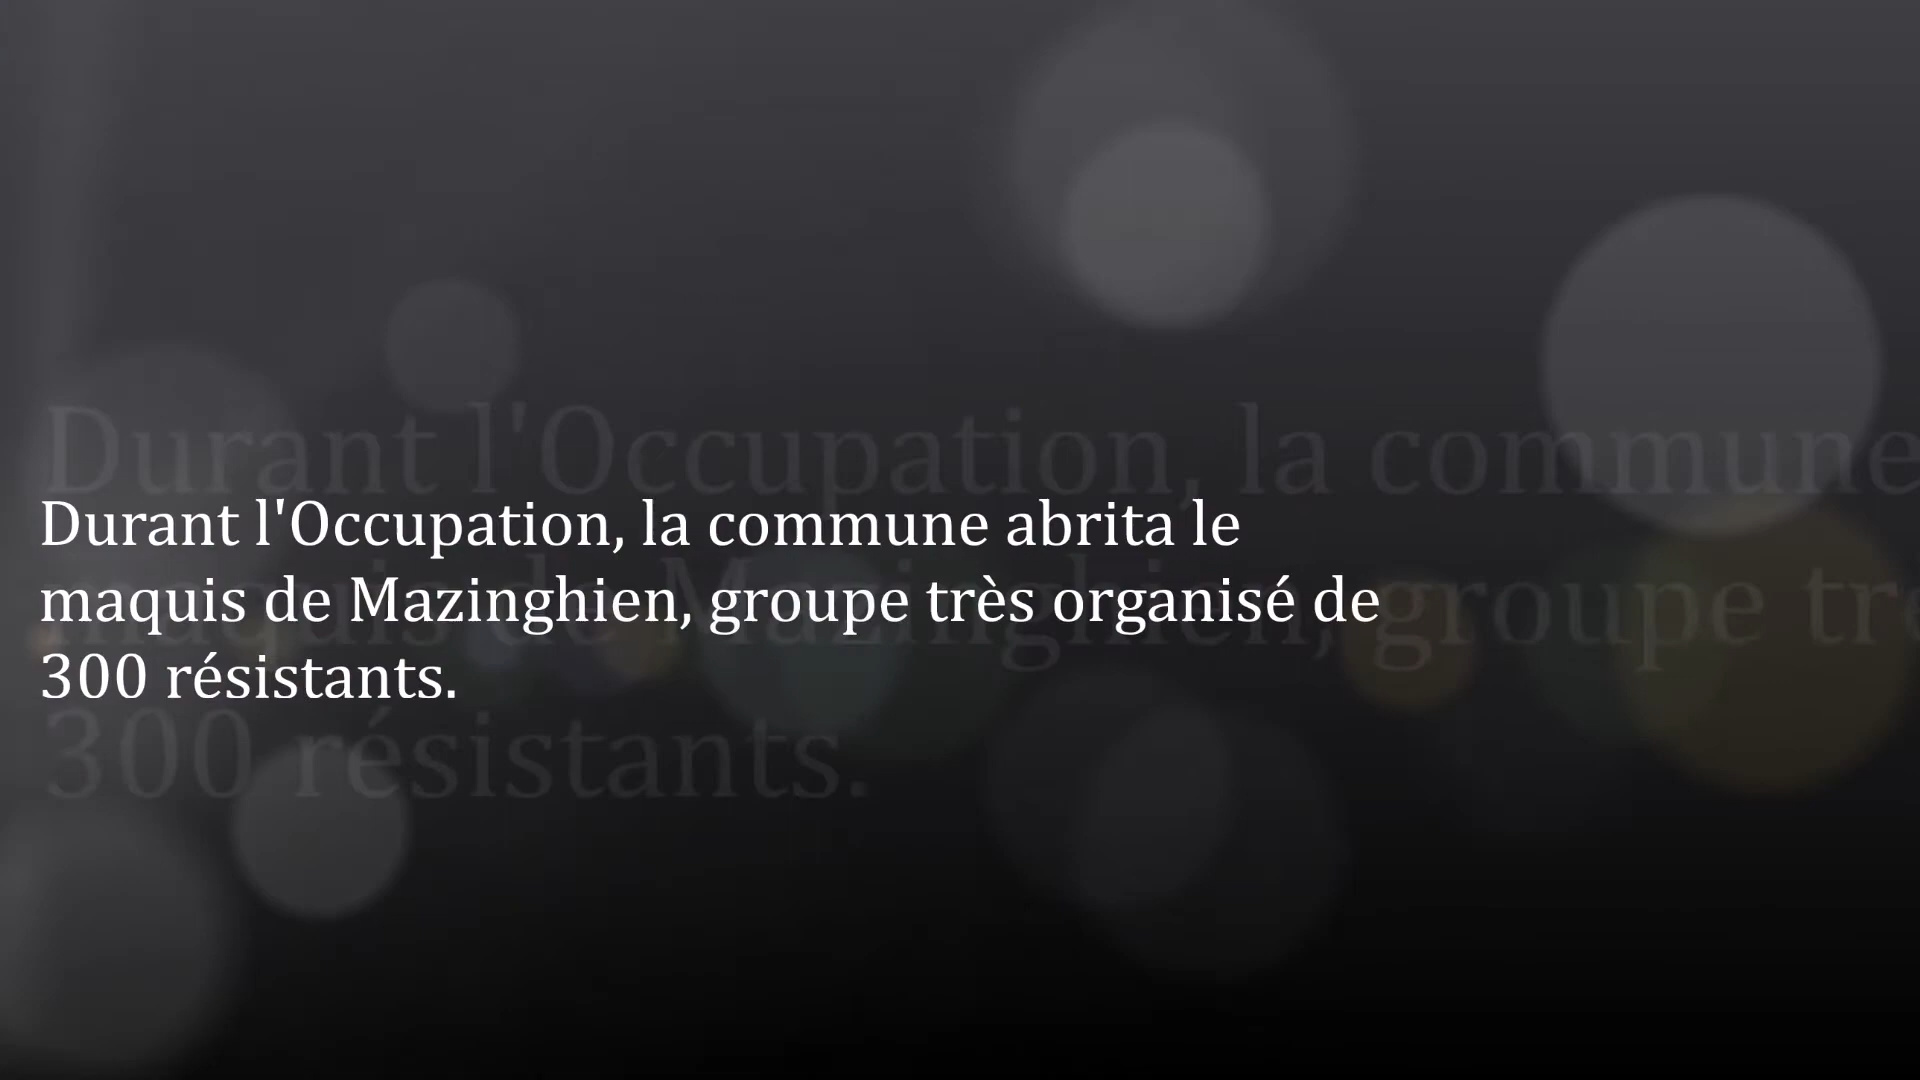 Durant l'Occupation, la commune abrita le
maquis de Mazinghien, groupe très organisé de
300 résistants.